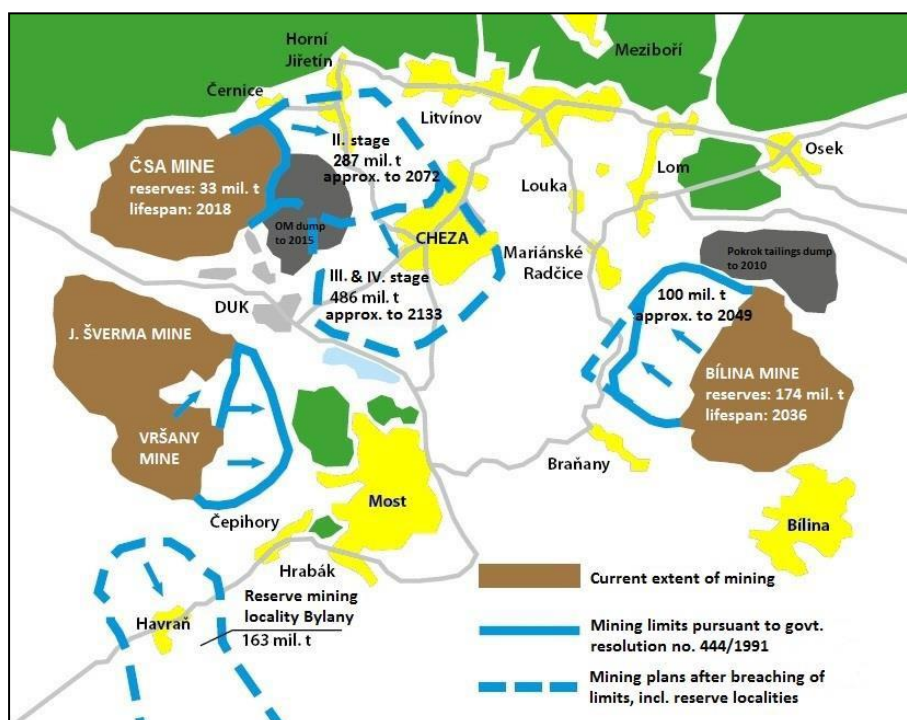 Horní
Jiřetín
Meziboří
Černice
Litvínov
II. stage
287 mil. t
approx. to 2072
ČSA MINE
reserves: 33 mil. t
lifespan: 2018
Osek
Lom
Louka
OM dump
to 2015
CHEZA
Mariánské
Radčice
Pokrok tailings dump
to 2010
III. & IV. stage
486 mil. t
approx. to 2133
100 mil. t
approx. to 2049
DUK
J. ŠVERMA MINE
BÍLINA MINE
reserves: 174 mil. t
lifespan: 2036
VRŠANY
MINE
Braňany
Most
Bílina
Čepihory
Hrabák
Reserve mining
locality Bylany
163 mil. t
Havraň
Current extent of mining
Mining limits pursuant to govt.
resolution no. 444/1991
Mining plans after breaching of
limits, incl. reserve localities